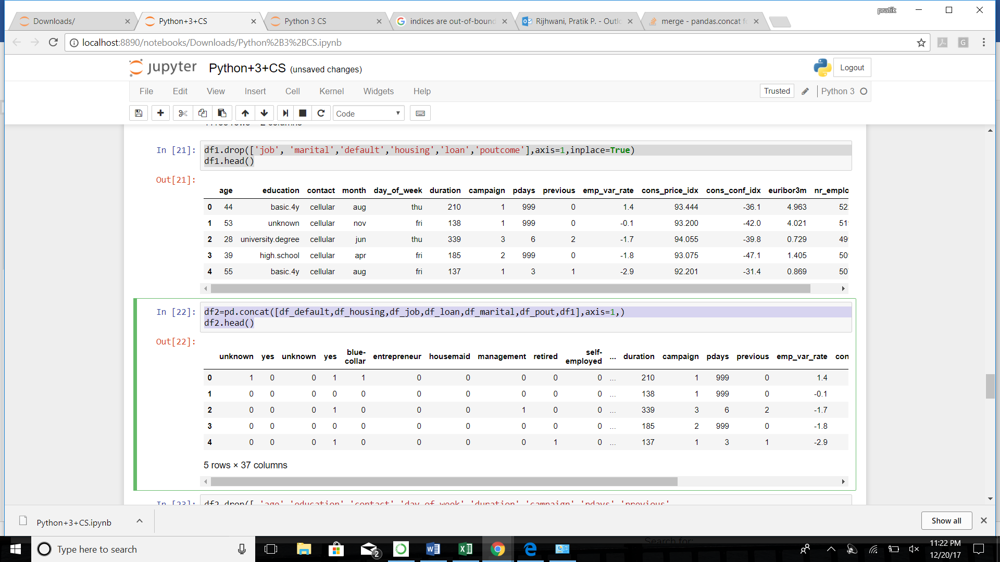 pratik
Downloads/
Python+3+CS
Python 3 CS
indices are out-of-bound
Rijhwani, Pratik P. - Outl
merge - pandas.concat f
localhost:8890/notebooks/Downloads/Python%2B3%2BCS.ipynb
jupyter Python+3+CS (unsaved changes)
Logout
File Edit View Insert Cell Kernel Widgets Help
Trusted
Python 3
Code
In [21]: df1.drop(['job', 'marital','default','housing','loan','poutcome'],axis=1,inplace=True)
df1.head()
Out[21]:
age education contact month day_of_week duration campaign pdays previous emp_var_rate cons_price_idx cons_conf_idx euribor3m nr_emplo
0 44 basic.4y cellular aug thu 210 1 999 0 1.4 93.444 -36.1 4.963 52
1 53 unknown cellular nov fri 138 1 999 0 -0.1 93.200 -42.0 4.021 51
2 28 university.degree cellular jun thu 339 3 6 2 -1.7 94.055 -39.8 0.729 49
3 39 high.school cellular apr fri 185 2 999 0 -1.8 93.075 -47.1 1.405 50
4 55 basic.4y cellular aug fri 137 1 3 1 -2.9 92.201 -31.4 0.869 50
In [22]: df2=pd.concat([df_default,df_housing,df_job,df_loan,df_marital,df_pout,df1],axis=1,)
df2.head()
Out[22]:
unknown yes unknown yes blue-collar entrepreneur housemaid management retired self-employed ... duration campaign pdays previous emp_var_rate con
0 1 0 0 1 1 0 0 0 0 0 ... 210 1 999 0 1.4
1 0 0 0 0 0 0 0 0 0 0 ... 138 1 999 0 -0.1
2 0 0 0 1 0 0 0 1 0 0 ... 339 3 6 2 -1.7
3 0 0 0 0 0 0 0 0 0 0 ... 185 2 999 0 -1.8
4 0 0 0 1 0 0 0 0 1 0 ... 137 1 3 1 -2.9
5 rows × 37 columns
In [23]: df2.drop([ 'age','education','contact','day_of_week','duration','campaign','pdays','previous',
Python+3+CS.ipynb
Show all
Search for:
Type here to search
2
11:22 PM
12/20/17